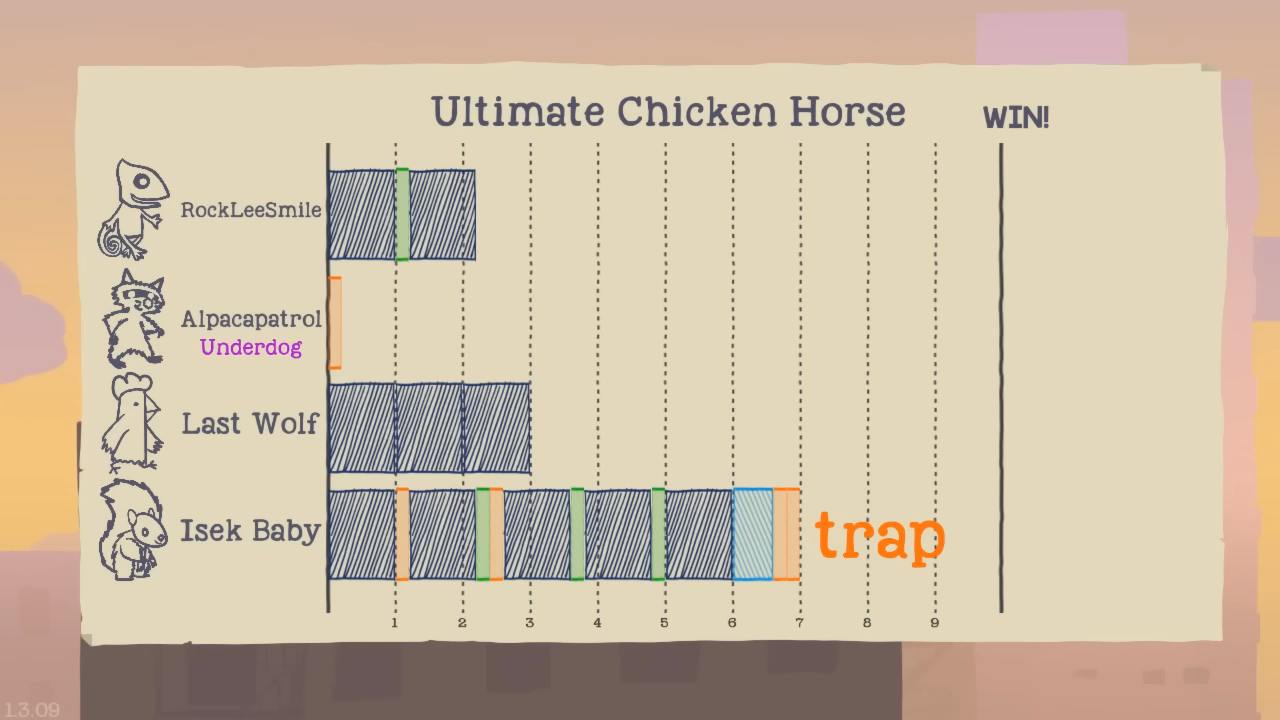 Ultimate Chicken Horse
WIN!
RockLeeSmile
Alpacapatrol
Underdog
Last Wolf
Isek Baby
trap
1 2 3 4 5 6 7 8 9
1.3.09